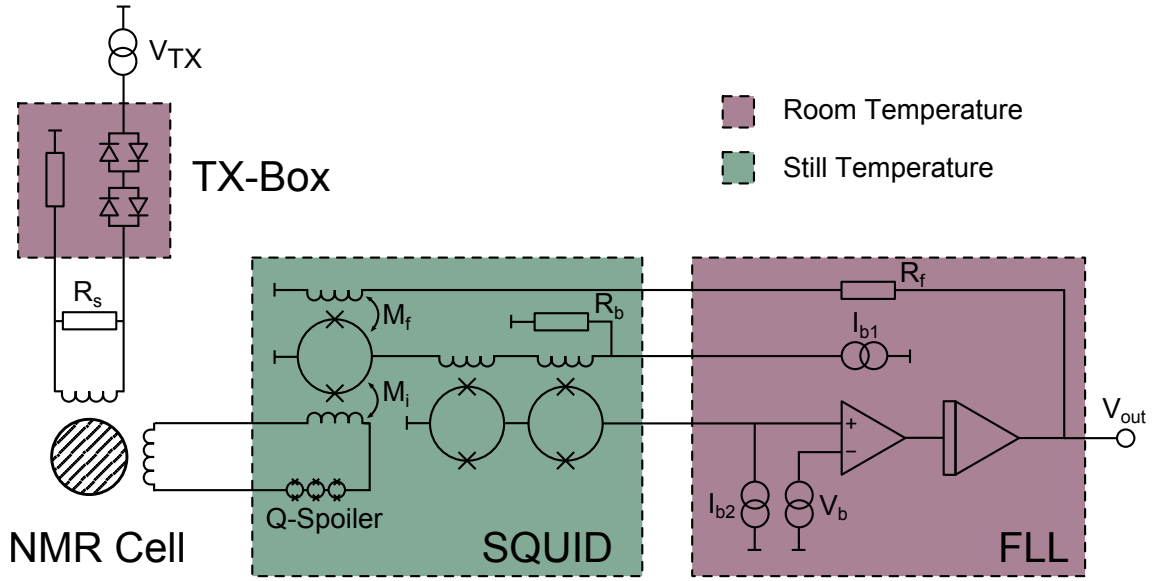 V_TX
Room Temperature
TX-Box
Still Temperature
R_s
R_f
M_f
R_b
I_b1
M_i
V_out
+
−
Q-Spoiler
I_b2
V_b
NMR Cell
SQUID
FLL